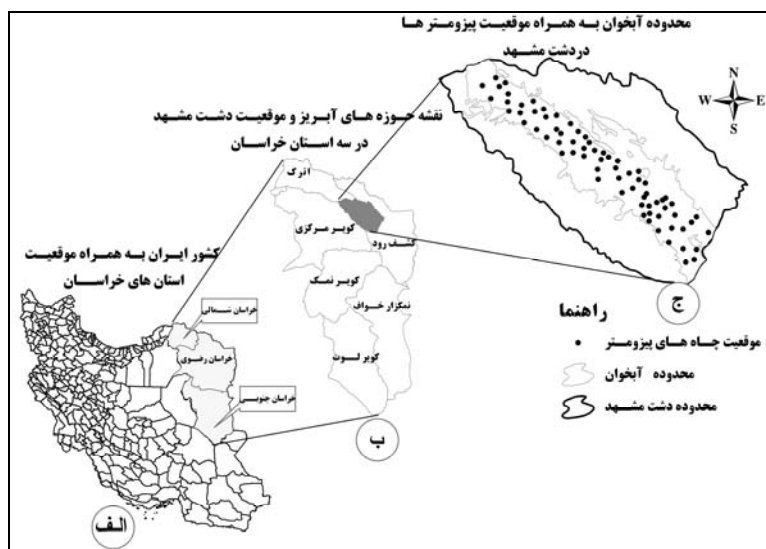 محدوده آبخوان به همراه موقعیت پیزومتر ها
در دشت مشهد
N
W E
S
نقشه حوزه های آبریز و موقعیت دشت مشهد
در سه استان خراسان
اترک
کویر مرکزی
کشف رود
کویر نمک
نمکزار خواف
کویر لوت
ب
کشور ایران به همراه موقعیت
استان های خراسان
خراسان شمالی
خراسان رضوی
خراسان جنوبی
الف
ج
راهنما
موقعیت چاه های پیزومتر
محدوده آبخوان
محدوده دشت مشهد